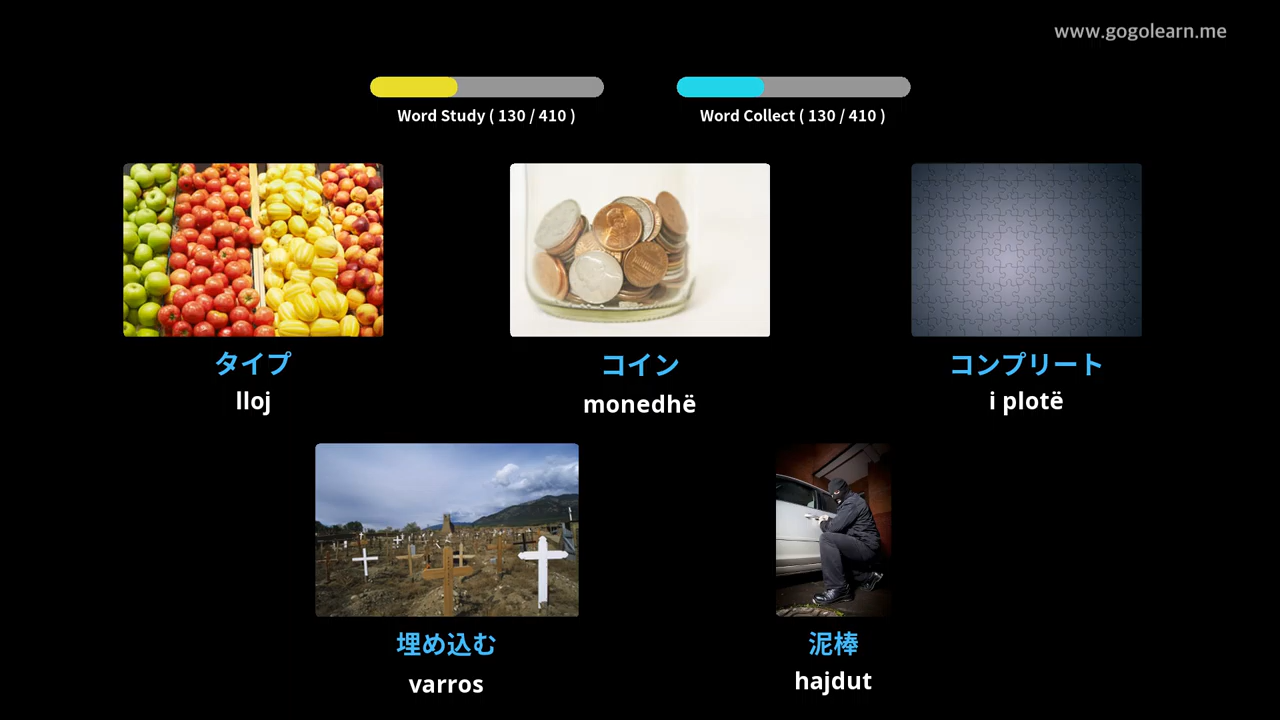 www.gogolearn.me
Word Study ( 130 / 410 )
Word Collect ( 130 / 410 )
タイプ
lloj
コイン
monedhë
コンプリート
i plotë
埋め込む
varros
泥棒
hajdut